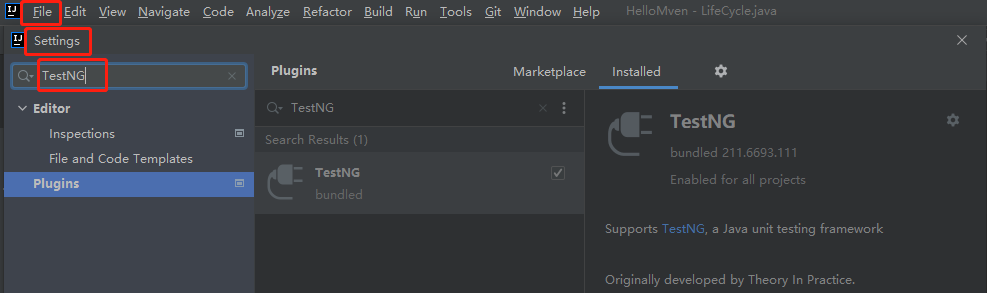 File Edit View Navigate Code Analyze Refactor Build Run Tools Git Window Help HelloMven - LifeCycle.java
Settings
TestNG
Editor
Inspections
File and Code Templates
Plugins
Plugins Marketplace Installed
TestNG
Search Results (1)
TestNG
bundled
TestNG
bundled 211.6693.111
Enabled for all projects
Supports TestNG, a Java unit testing framework
Originally developed by Theory In Practice.